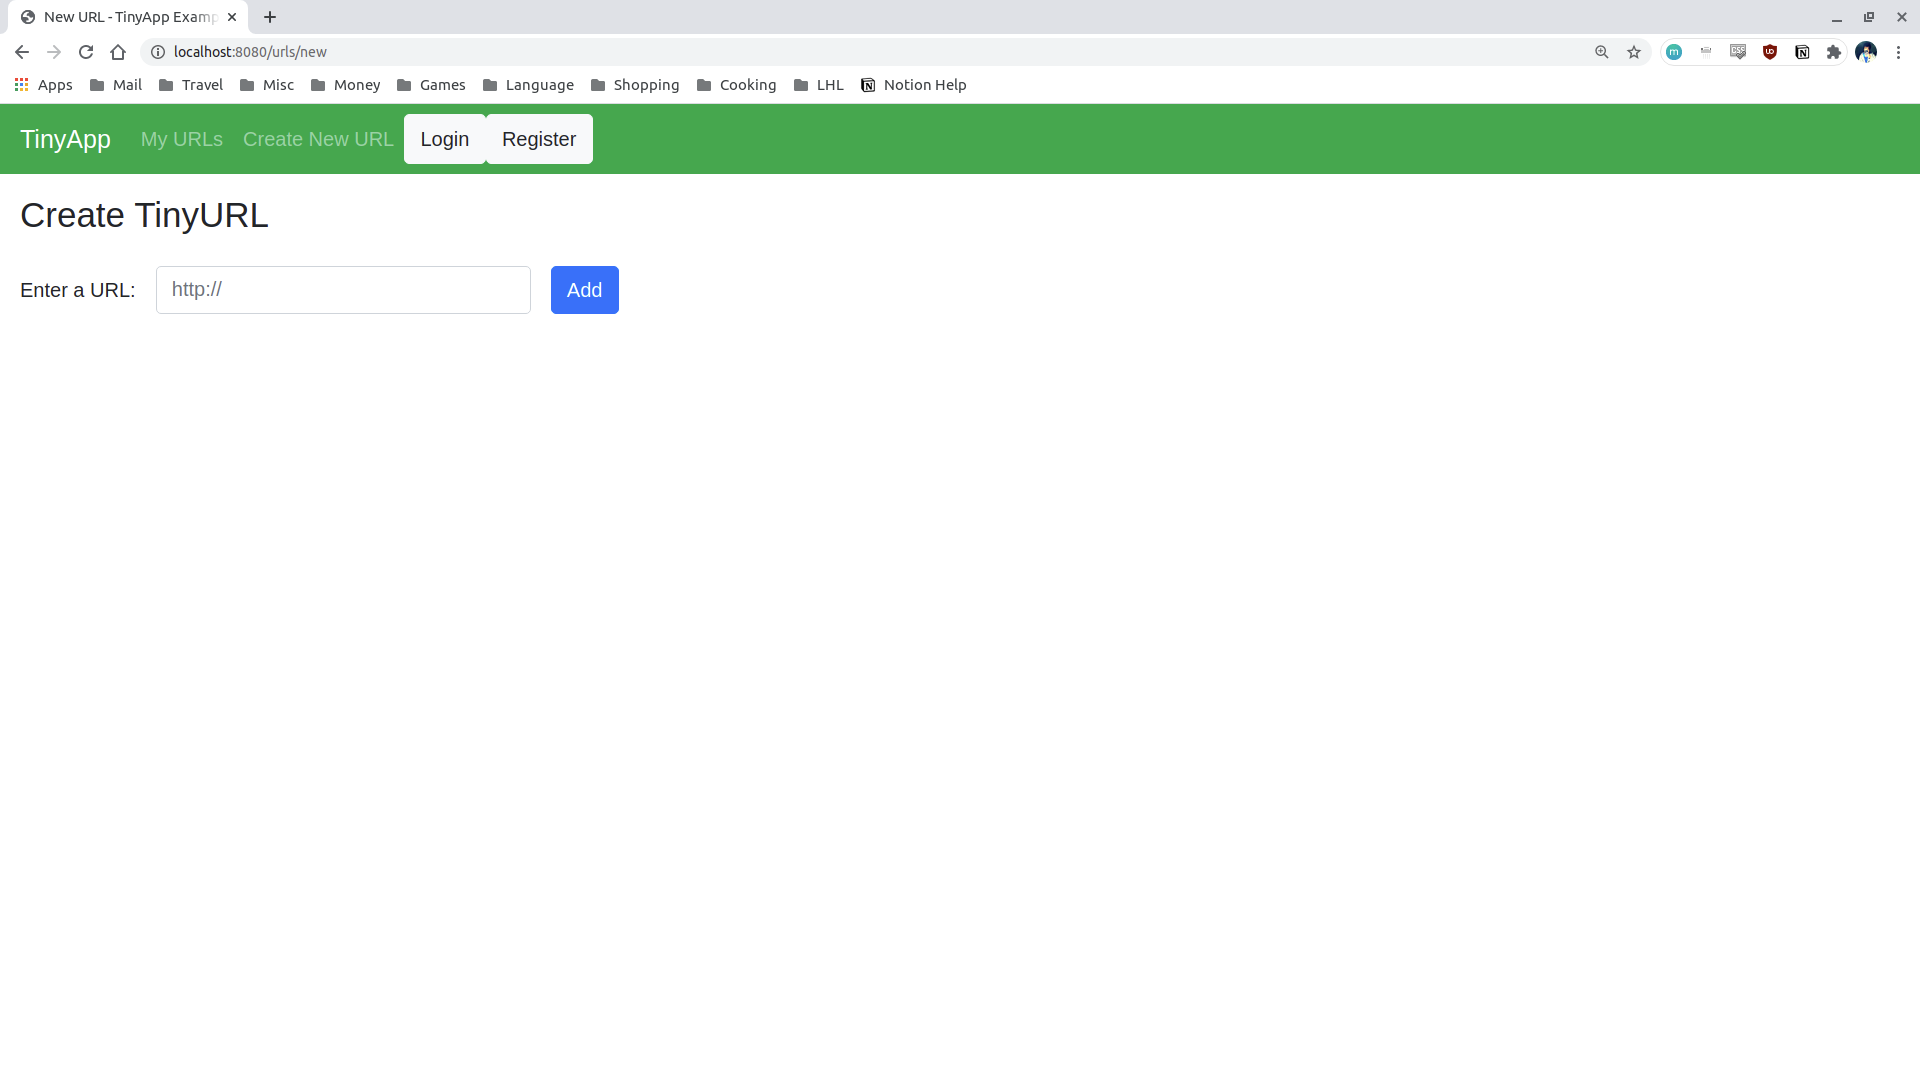 New URL - TinyApp Examp
localhost:8080/urls/new
Apps Mail Travel Misc Money Games Language Shopping Cooking LHL Notion Help
TinyApp My URLs Create New URL Login Register
Create TinyURL
Enter a URL: http:// Add